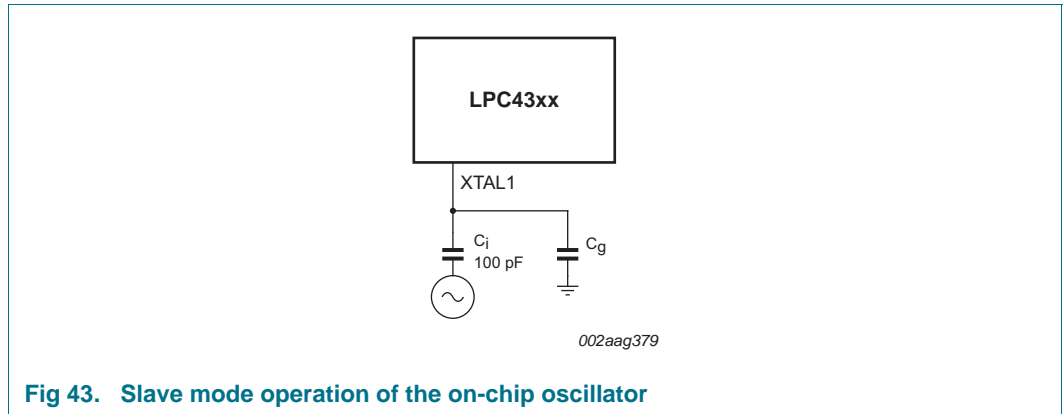 LPC43xx
XTAL1
Ci
100 pF
Cg
002aag379
Fig 43. Slave mode operation of the on-chip oscillator